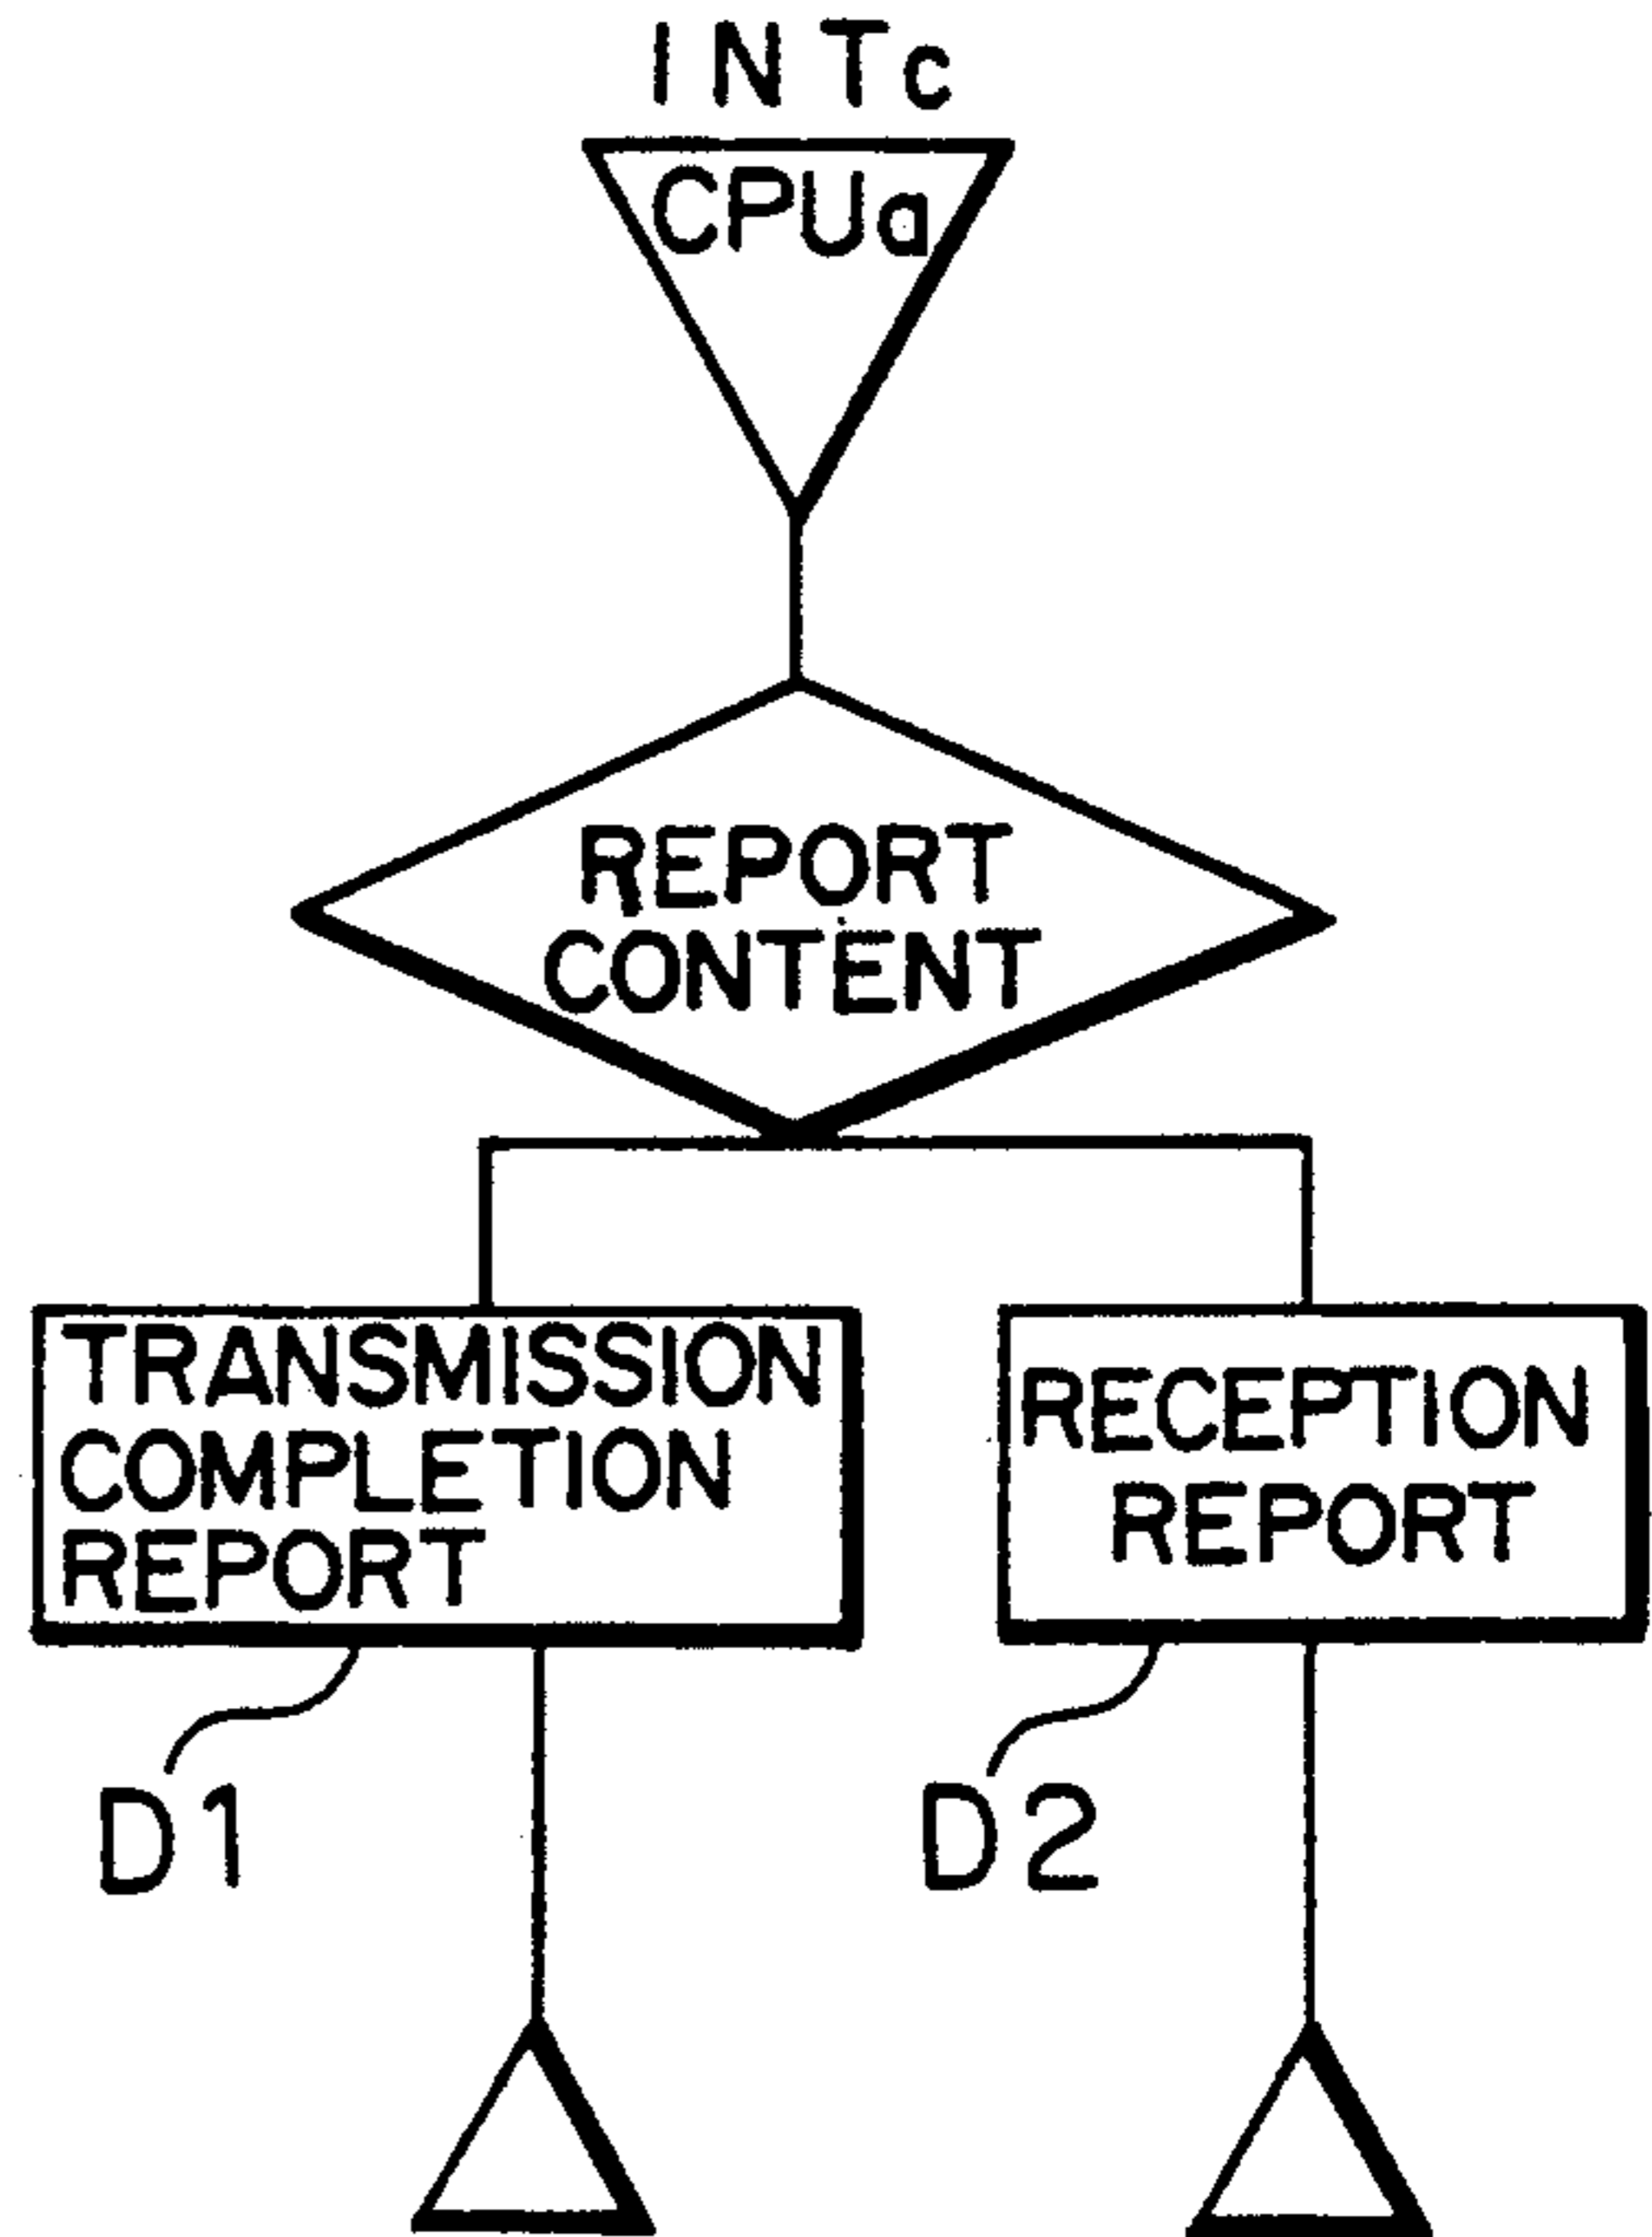 INTc
CPUa
REPORT
CONTENT
TRANSMISSION
COMPLETION
REPORT
RECEPTION
REPORT
D1
D2